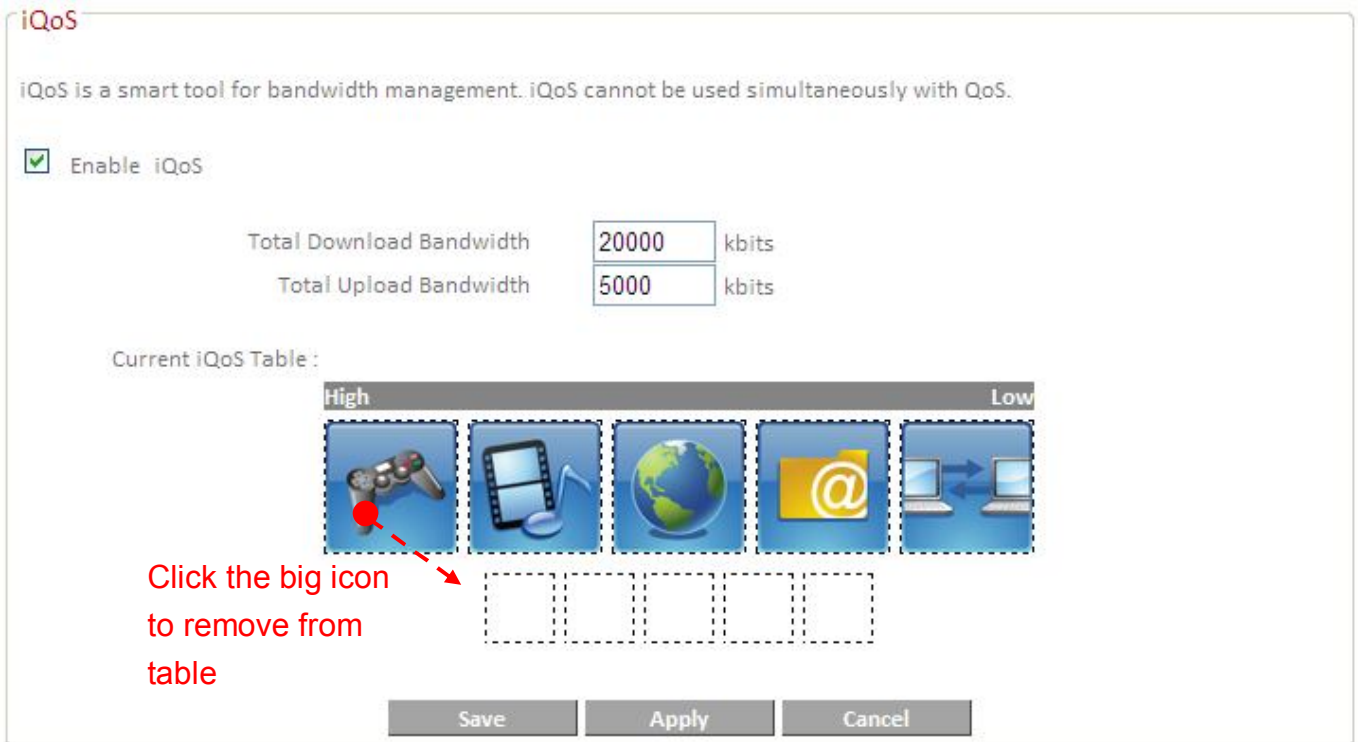 iQoS
iQoS is a smart tool for bandwidth management. iQoS cannot be used simultaneously with QoS.
Enable iQoS
Total Download Bandwidth 20000 kbits
Total Upload Bandwidth 5000 kbits
Current iQoS Table :
High Low
@
Click the big icon
to remove from
table
Save Apply Cancel